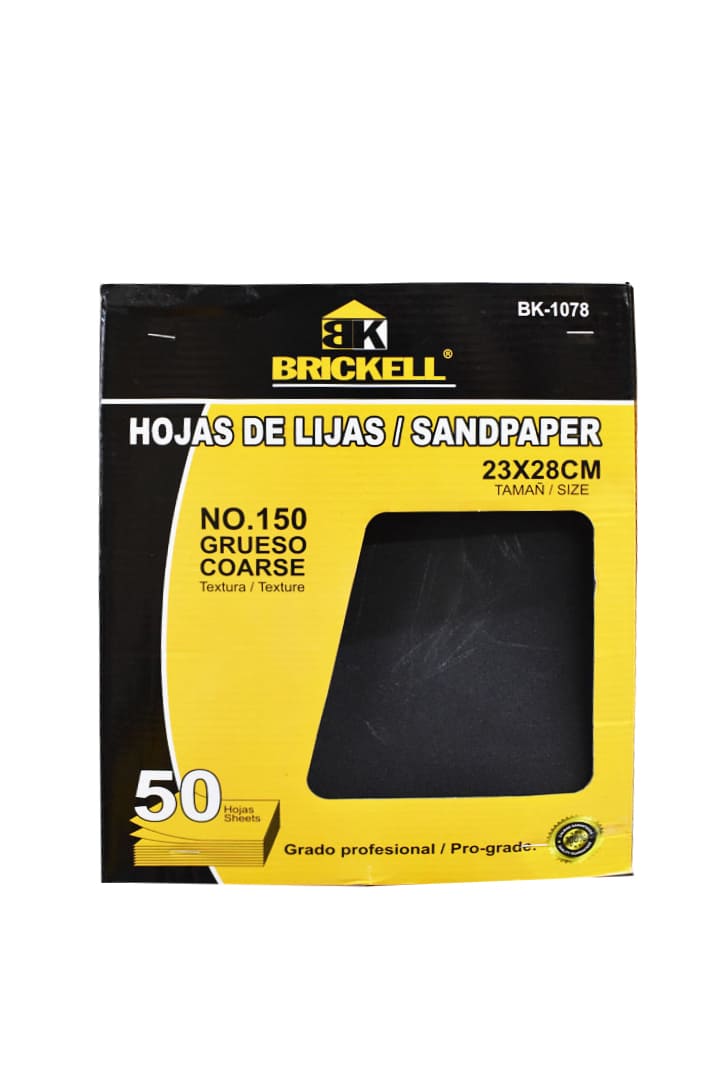 BK-1078
BK
BRICKELL®
HOJAS DE LIJAS / SANDPAPER
23X28CM
TAMAÑ / SIZE
NO.150
GRUESO
COARSE
Textura / Texture
50 Hojas
Sheets
Grado profesional / Pro-grade.